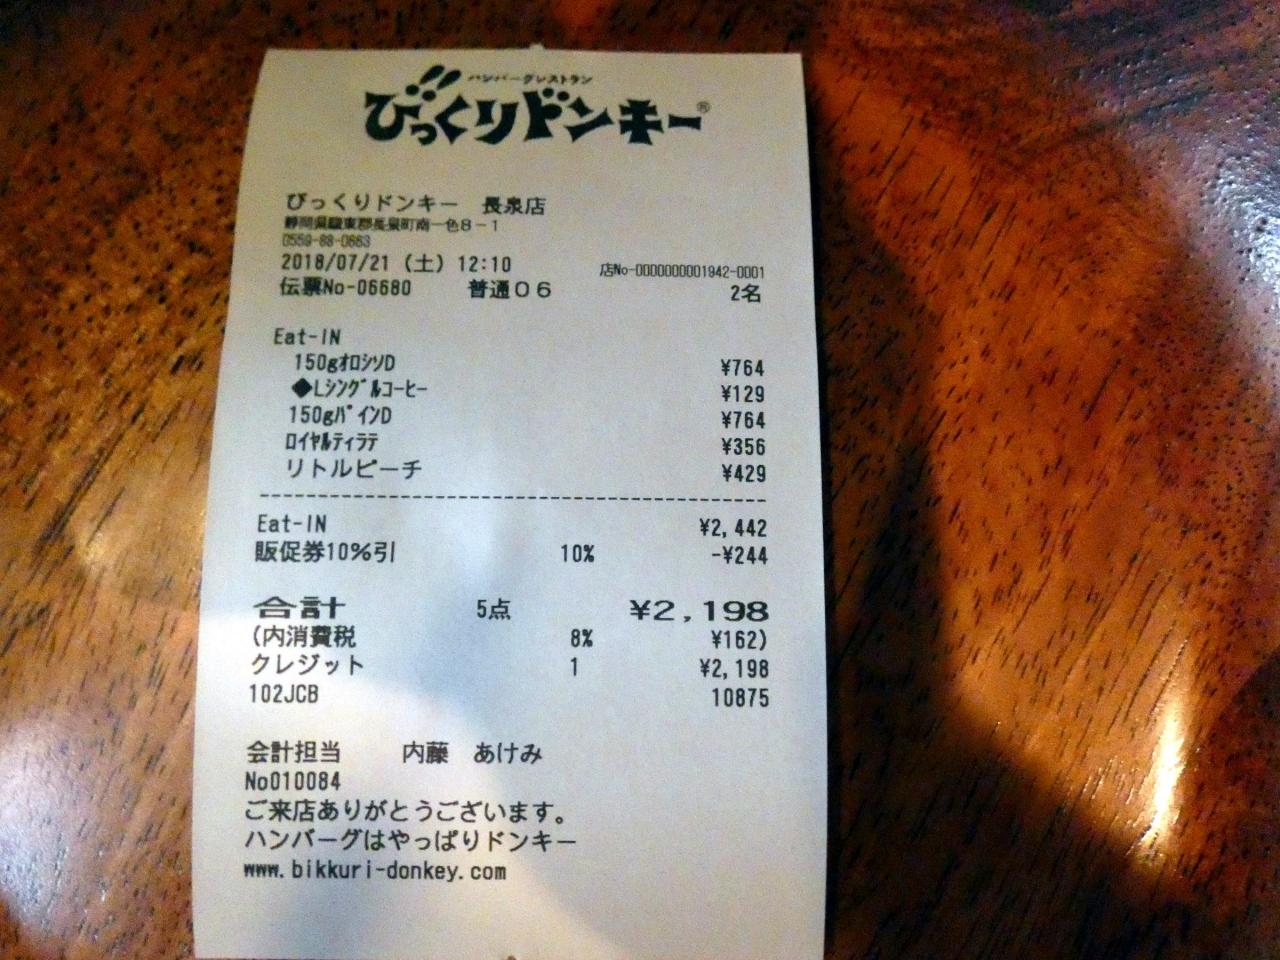 ハンバーグレストラン
びっくりドンキー®
びっくりドンキー 長泉店
静岡県駿東郡長泉町南一色8-1
0559-88-0663
2018/07/21 (土) 12:10 店No-0000000001942-0001
伝票No-06680 普通06 2名
Eat-IN
150gオロシソD ¥764
◆Lシングルコーヒー ¥129
150gパインD ¥764
ロイヤルティラテ ¥356
リトルピーチ ¥429
Eat-IN ¥2,442
販促券10%引 10% -¥244
合計 5点 ¥2,198
(内消費税 8% ¥162)
クレジット 1 ¥2,198
102JCB 10875
会計担当 内藤 あけみ
No010084
ご来店ありがとうございます。
ハンバーグはやっぱりドンキー
www.bikkuri-donkey.com